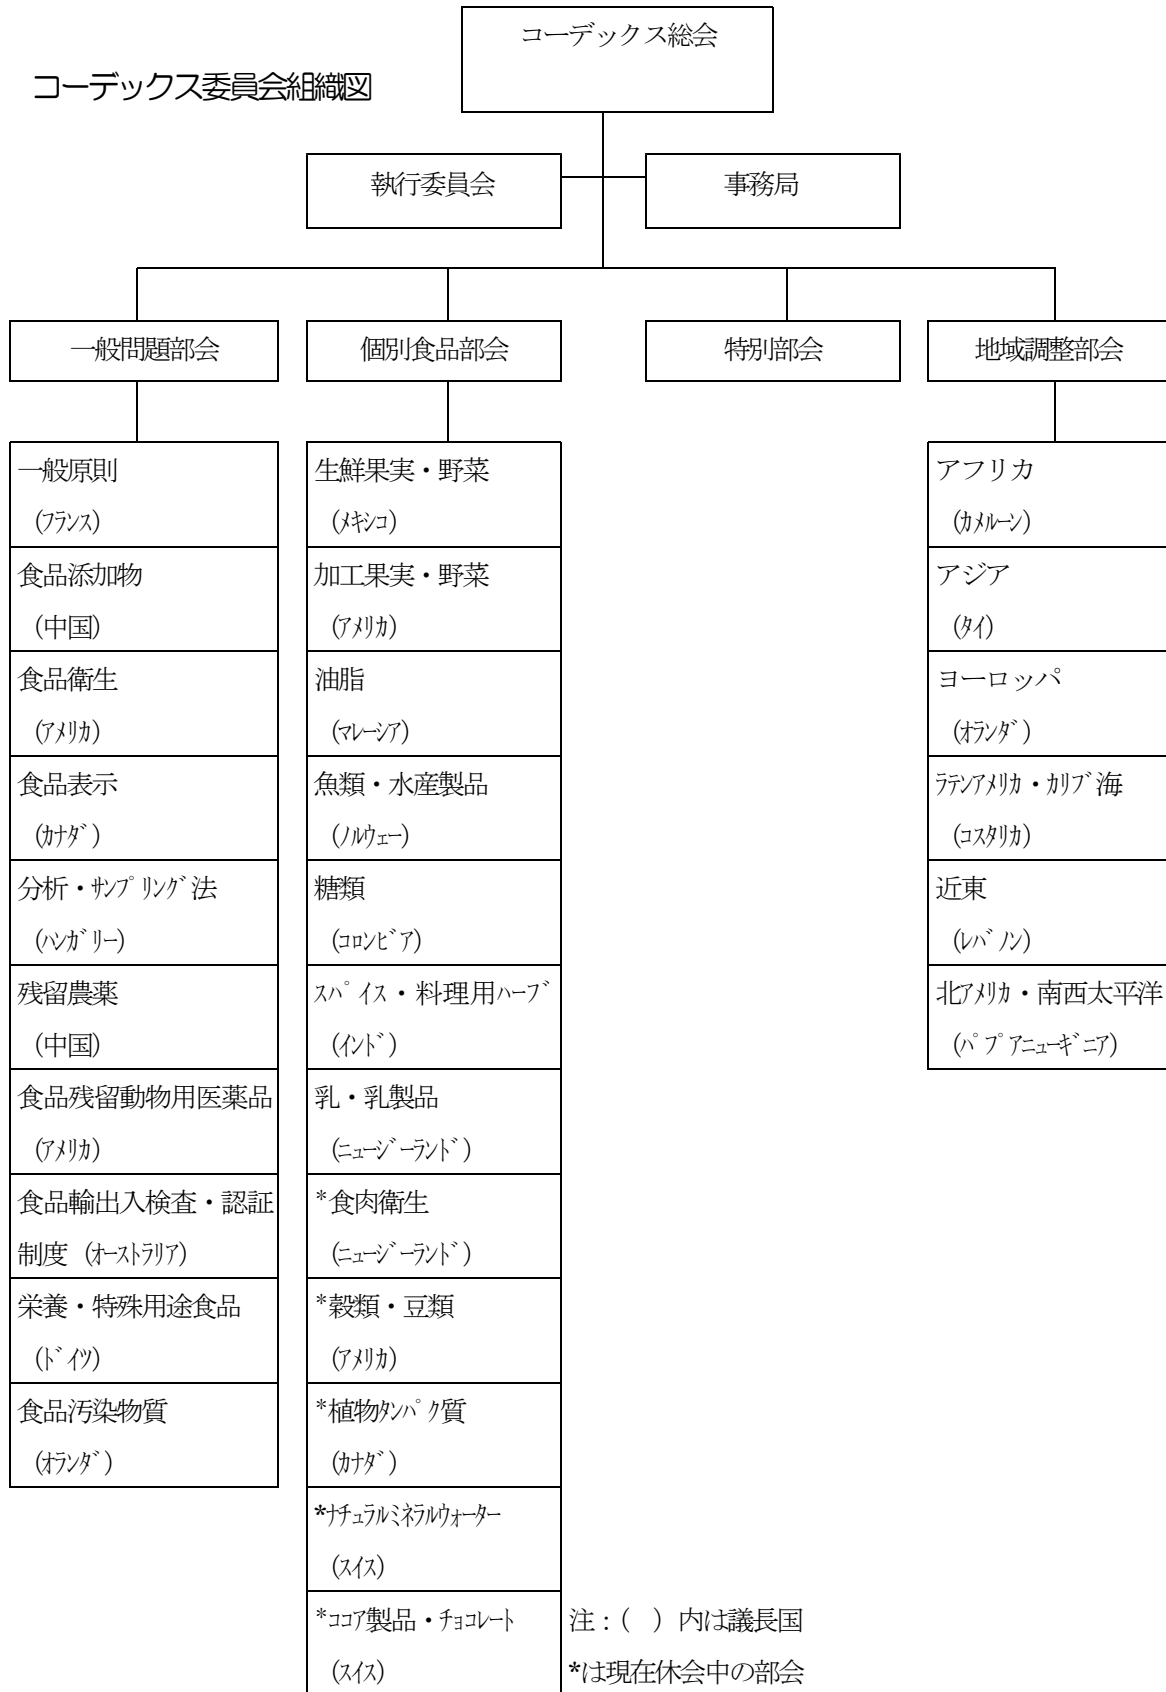 コーデックス総会
コーデックス委員会組織図
執行委員会
事務局
一般問題部会
個別食品部会
特別部会
地域調整部会
一般原則
(フランス)
食品添加物
(中国)
食品衛生
(アメリカ)
食品表示
(カナダ)
分析・サンプリング法
(ハンガリー)
残留農薬
(中国)
食品残留動物用医薬品
(アメリカ)
食品輸出入検査・認証
制度 (オーストラリア)
栄養・特殊用途食品
(ドイツ)
食品汚染物質
(オランダ)
生鮮果実・野菜
(メキシコ)
加工果実・野菜
(アメリカ)
油脂
(マレーシア)
魚類・水産製品
(ノルウェー)
糖類
(コロンビア)
スパイス・料理用ハーブ
(インド)
乳・乳製品
(ニュージーランド)
*食肉衛生
(ニュージーランド)
*穀類・豆類
(アメリカ)
*植物タンパク質
(カナダ)
*ナチュラルミネラルウォーター
(スイス)
*ココア製品・チョコレート
(スイス)
アフリカ
(カメルーン)
アジア
(タイ)
ヨーロッパ
(オランダ)
ラテンアメリカ・カリブ海
(コスタリカ)
近東
(レバノン)
北アメリカ・南西太平洋
(パプアニューギニア)
注:( )内は議長国
*は現在休会中の部会